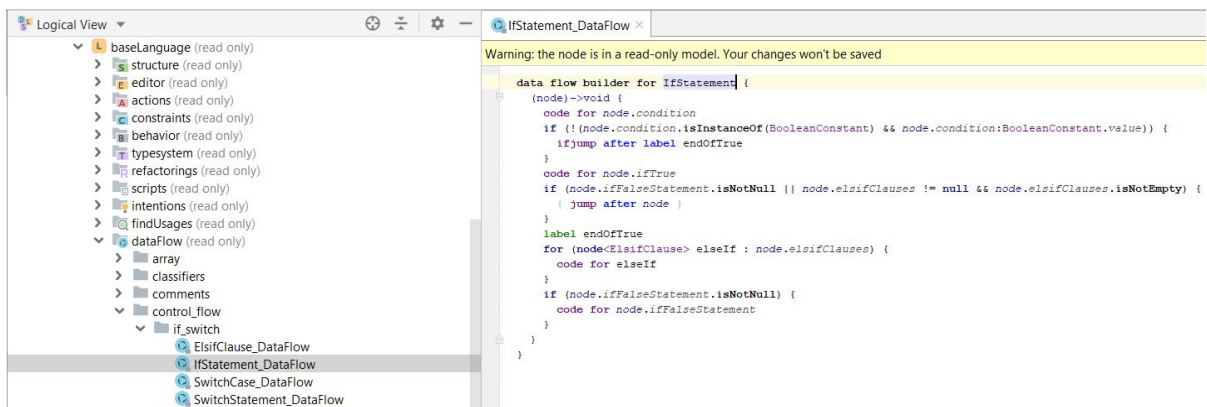 Logical View
baseLanguage (read only)
structure (read only)
editor (read only)
actions (read only)
constraints (read only)
behavior (read only)
typesystem (read only)
refactorings (read only)
scripts (read only)
intentions (read only)
findUsages (read only)
dataFlow (read only)
array
classifiers
comments
control_flow
if_switch
ElsifClause_DataFlow
IfStatement_DataFlow
SwitchCase_DataFlow
SwitchStatement_DataFlow
IfStatement_DataFlow
Warning: the node is in a read-only model. Your changes won't be saved
data flow builder for IfStatement {
(node)->void {
code for node.condition
if (!(node.condition.isInstanceOf(BooleanConstant) && node.condition:BooleanConstant.value)) {
ifjump after label endOfTrue
}
code for node.ifTrue
if (node.ifFalseStatement.isNotNull || node.elsifClauses != null && node.elsifClauses.isNotEmpty) {
{ jump after node }
}
label endOfTrue
for (node<ElsifClause> elseIf : node.elsifClauses) {
code for elseIf
}
if (node.ifFalseStatement.isNotNull) {
code for node.ifFalseStatement
}
}
}